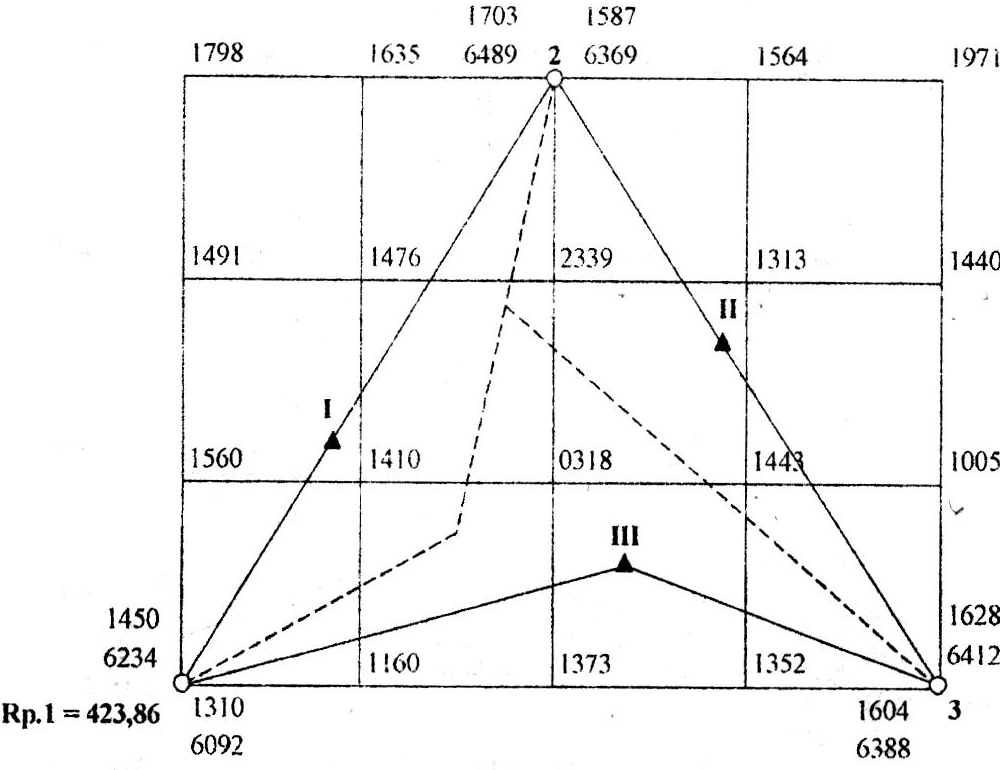 1703 1587
1798 1635 6489 2 6369 1564 1971
1491 1476 2339 1313 1440
II
I
1560 1410 0318 1443 1005
III
1450 1628
6234 1160 1373 1352 6412
Rp.1 = 423,86 1310 1604 3
6092 6388